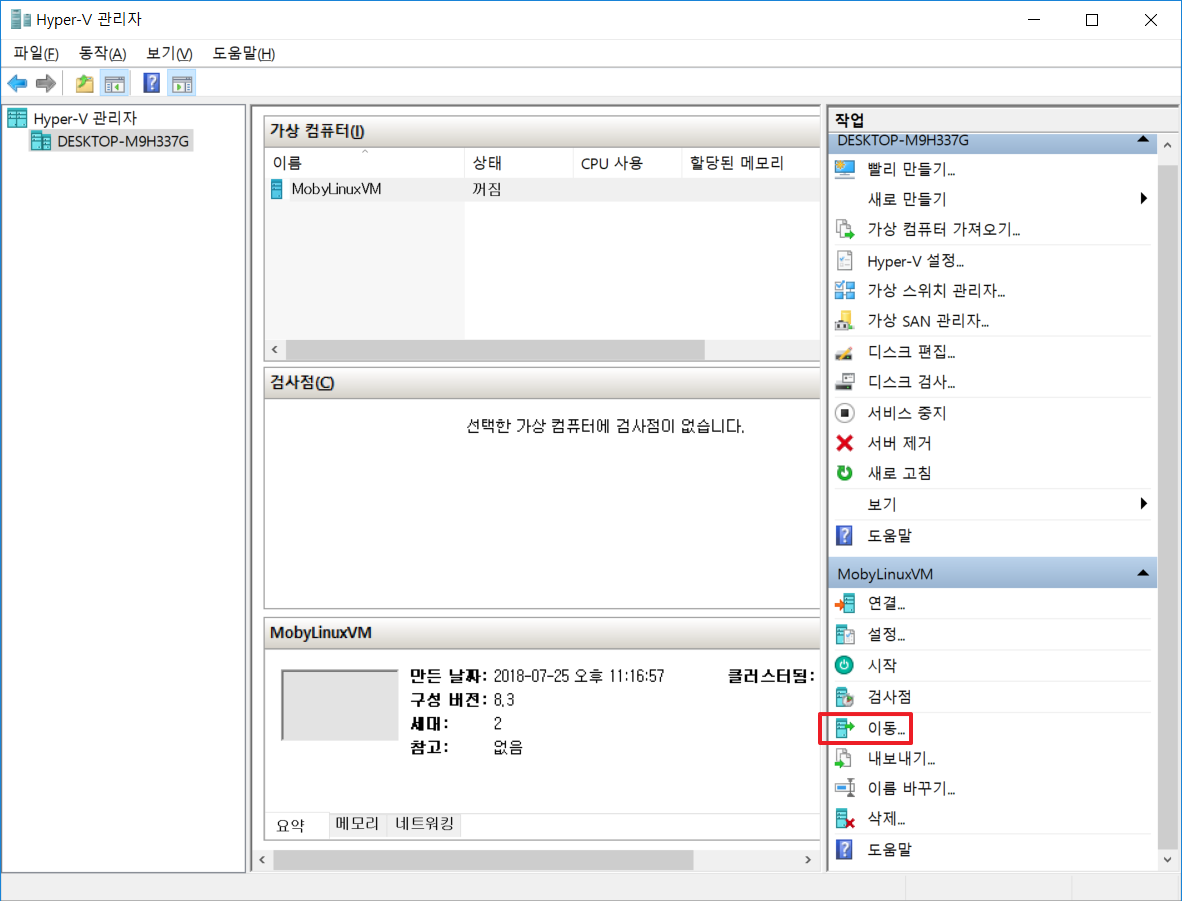 Hyper-V 관리자
파일(F) 동작(A) 보기(V) 도움말(H)
Hyper-V 관리자
DESKTOP-M9H337G
가상 컴퓨터(I)
이름 상태 CPU 사용 할당된 메모리
MobyLinuxVM 꺼짐
검사점(C)
선택한 가상 컴퓨터에 검사점이 없습니다.
MobyLinuxVM
만든 날짜: 2018-07-25 오후 11:16:57 클러스터됨:
구성 버전: 8.3
세대: 2
참고: 없음
요약 메모리 네트워킹
작업
DESKTOP-M9H337G
빨리 만들기...
새로 만들기
가상 컴퓨터 가져오기...
Hyper-V 설정...
가상 스위치 관리자...
가상 SAN 관리자...
디스크 편집...
디스크 검사...
서비스 중지
서버 제거
새로 고침
보기
도움말
MobyLinuxVM
연결...
설정...
시작
검사점
이동...
내보내기...
이름 바꾸기...
삭제...
도움말